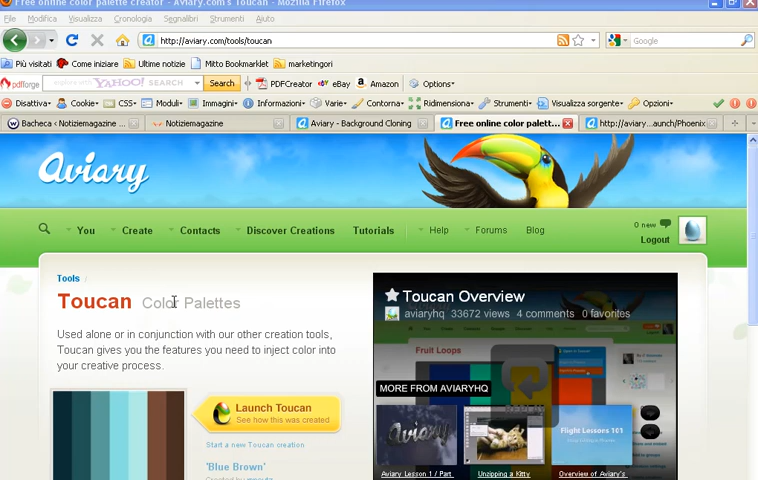 Free online color palette creator - Aviary.com's Toucan - Mozilla Firefox
File Modifica Visualizza Cronologia Segnalibri Strumenti Aiuto
http://aviary.com/tools/toucan
Google
Più visitati Come iniziare Ultime notizie Mitto Bookmarklet marketingori
pdfforge YAHOO! SEARCH Search PDFCreator eBay Amazon Options
Disattiva Cookie CSS Moduli Immagini Informazioni Varie Contorna Ridimensiona Strumenti Visualizza sorgente Opzioni
Bacheca ‹ Notiziemagazine ... Notiziemagazine Aviary - Background Cloning Free online color palett... http://aviary....aunch/Phoenix
Aviary
You Create Contacts Discover Creations Tutorials Help Forums Blog
0 new
Logout
Tools
Toucan Color Palettes
Used alone or in conjunction with our other creation tools,
Toucan gives you the features you need to inject color into
your creative process.
Launch Toucan
See how this was created
Start a new Toucan creation
'Blue Brown'
Toucan Overview
aviaryhq 33672 views 4 comments 0 favorites
Fruit Loops
MORE FROM AVIARYHQ
Flight Lessons 101
Aviary Lesson 1 / Part
Unzipping a Kitty
Overview of Aviary's